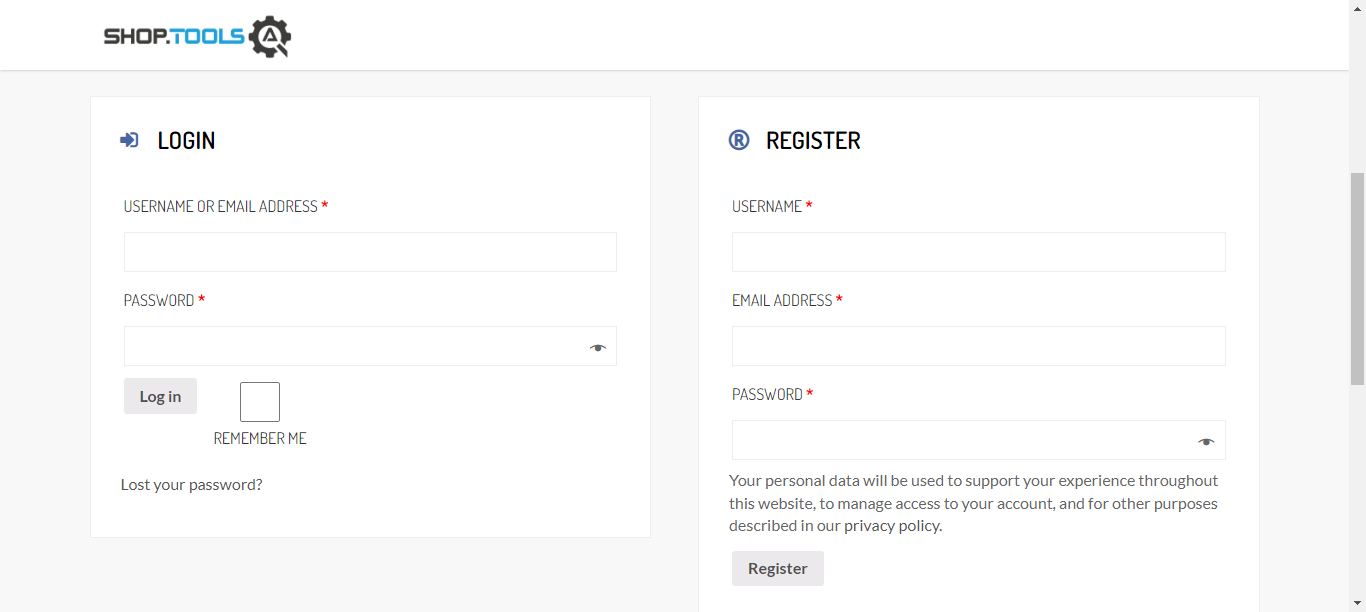 SHOP.TOOLS
LOGIN
USERNAME OR EMAIL ADDRESS *
PASSWORD *
Log in
REMEMBER ME
Lost your password?
® REGISTER
USERNAME *
EMAIL ADDRESS *
PASSWORD *
Your personal data will be used to support your experience throughout
this website, to manage access to your account, and for other purposes
described in our privacy policy.
Register